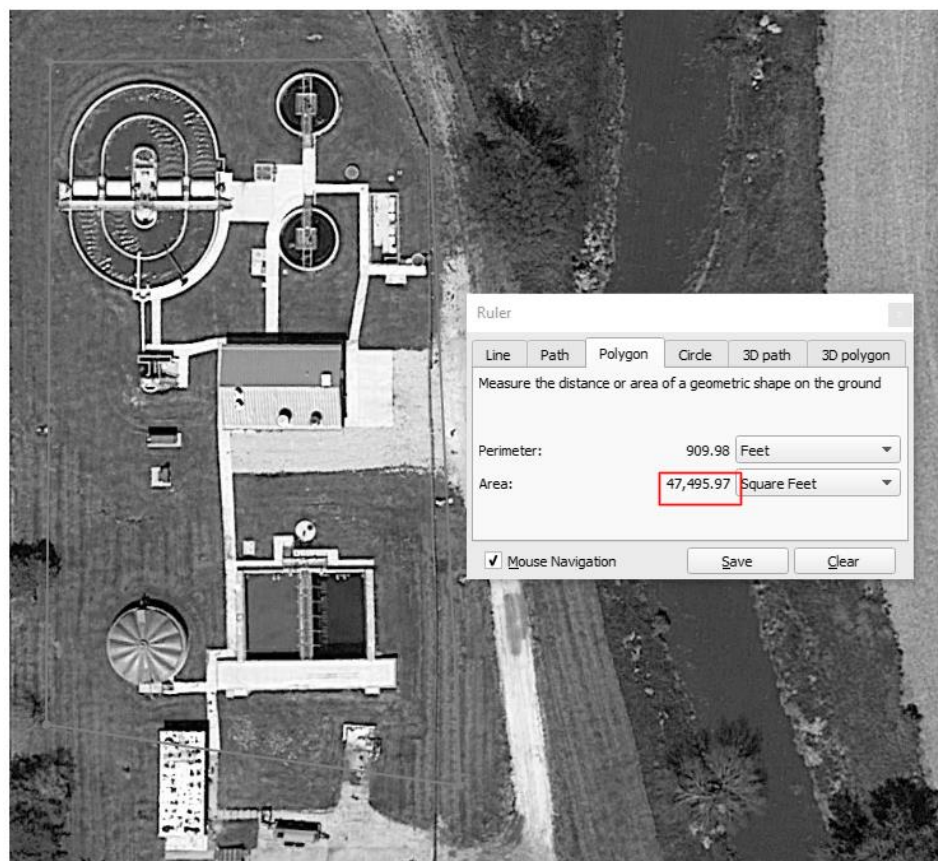 Ruler
Line Path Polygon Circle 3D path 3D polygon
Measure the distance or area of a geometric shape on the ground
Perimeter: 909.98 Feet
Area: 47,495.97 Square Feet
Mouse Navigation Save Clear